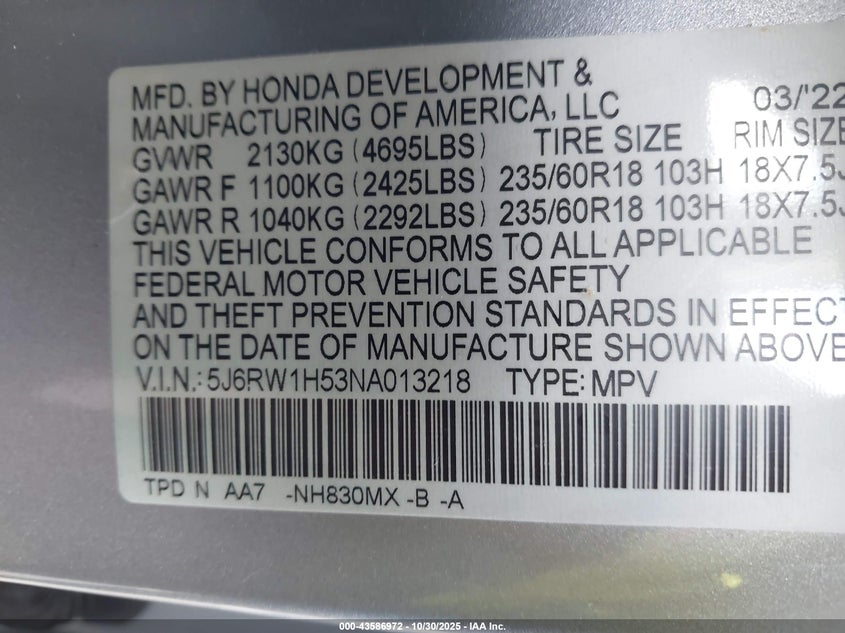 MFD. BY HONDA DEVELOPMENT & 03/'22
MANUFACTURING OF AMERICA, LLC
GVWR 2130KG (4695LBS) TIRE SIZE RIM SIZE
GAWR F 1100KG (2425LBS) 235/60R18 103H 18X7.5J
GAWR R 1040KG (2292LBS) 235/60R18 103H 18X7.5J
THIS VEHICLE CONFORMS TO ALL APPLICABLE
FEDERAL MOTOR VEHICLE SAFETY
AND THEFT PREVENTION STANDARDS IN EFFECT
ON THE DATE OF MANUFACTURE SHOWN ABOVE
V.I.N.: 5J6RW1H53NA013218 TYPE: MPV
TPD N AA7 -NH830MX -B -A
000-43586972 - 10/30/2025 - IAA Inc.